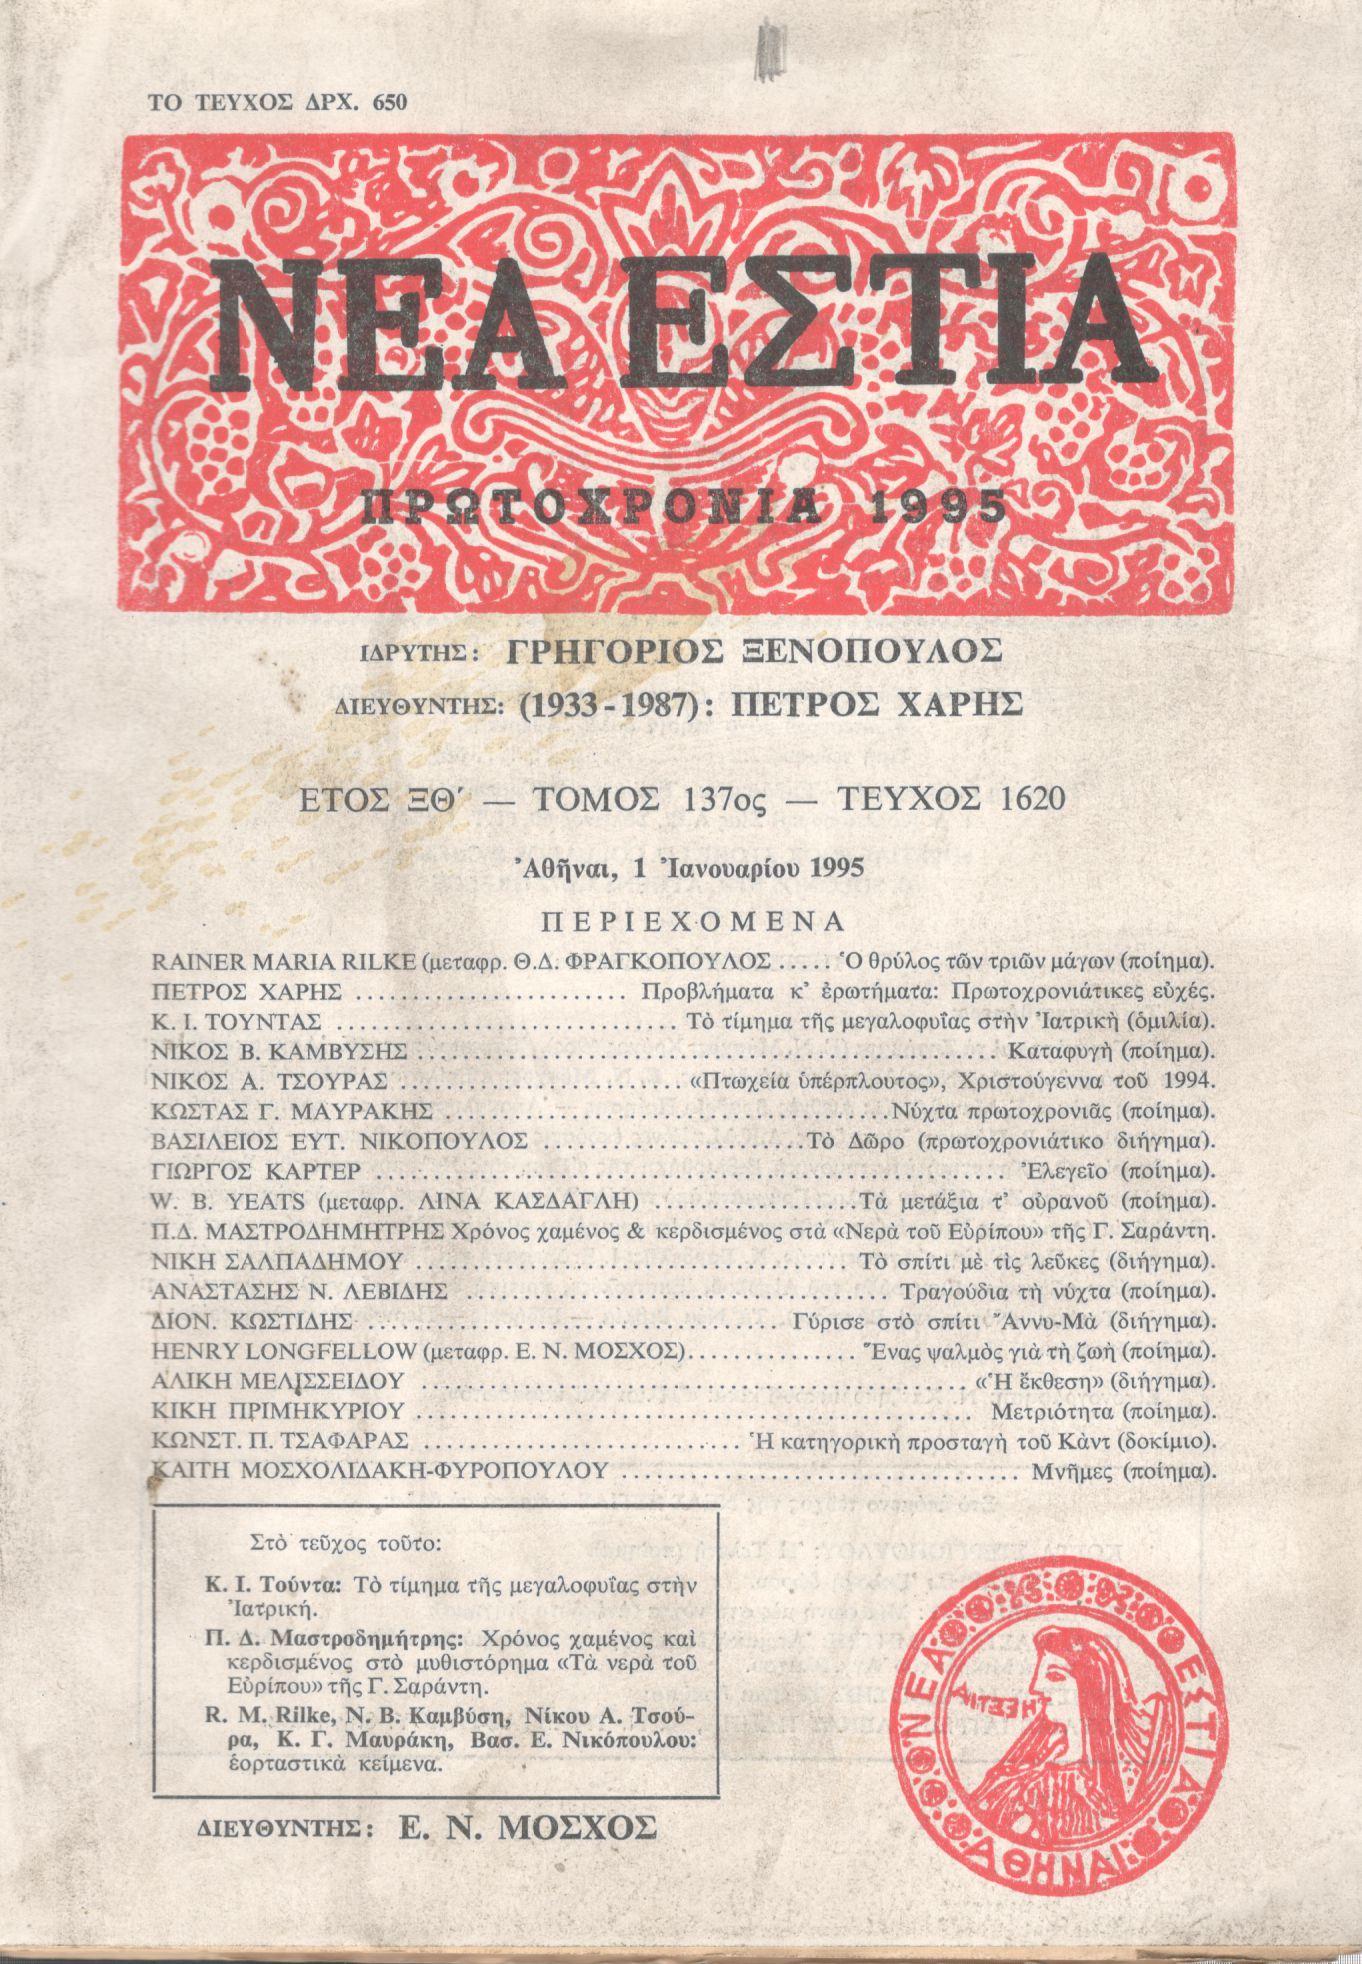 ΤΟ ΤΕΥΧΟΣ ΔΡΧ. 650
ΝΕΑ ΕΣΤΙΑ
ΠΡΩΤΟΧΡΟΝΙΑ 1995
ΙΔΡΥΤΗΣ: ΓΡΗΓΟΡΙΟΣ ΞΕΝΟΠΟΥΛΟΣ
ΔΙΕΥΘΥΝΤΗΣ: (1933-1987): ΠΕΤΡΟΣ ΧΑΡΗΣ
ΕΤΟΣ ΞΘ΄ — ΤΟΜΟΣ 137ος — ΤΕΥΧΟΣ 1620
Ἀθῆναι, 1 Ἰανουαρίου 1995
ΠΕΡΙΕΧΟΜΕΝΑ
RAINER MARIA RILKE (μεταφρ. Θ.Δ. ΦΡΑΓΚΟΠΟΥΛΟΣ ..... Ὁ θρύλος τῶν τριῶν μάγων (ποίημα).
ΠΕΤΡΟΣ ΧΑΡΗΣ ........................ Προβλήματα κ' ἐρωτήματα: Πρωτοχρονιάτικες εὐχές.
Κ. Ι. ΤΟΥΝΤΑΣ .............................. Τὸ τίμημα τῆς μεγαλοφυΐας στὴν Ἰατρικὴ (ὁμιλία).
ΝΙΚΟΣ Β. ΚΑΜΒΥΣΗΣ .................................................... Καταφυγὴ (ποίημα).
ΝΙΚΟΣ Α. ΤΣΟΥΡΑΣ .........................«Πτωχεία ὑπέρπλουτος», Χριστούγεννα τοῦ 1994.
ΚΩΣΤΑΣ Γ. ΜΑΥΡΑΚΗΣ .......................................Νύχτα πρωτοχρονιᾶς (ποίημα).
ΒΑΣΙΛΕΙΟΣ ΕΥΤ. ΝΙΚΟΠΟΥΛΟΣ .......................Τὸ Δῶρο (πρωτοχρονιάτικο διήγημα).
ΓΙΩΡΓΟΣ ΚΑΡΤΕΡ ........................................................ Ἐλεγεῖο (ποίημα).
W. B. YEATS (μεταφρ. ΛΙΝΑ ΚΑΣΔΑΓΛΗ) ..................Τὰ μετάξια τ' οὐρανοῦ (ποίημα).
Π.Δ. ΜΑΣΤΡΟΔΗΜΗΤΡΗΣ Χρόνος χαμένος & κερδισμένος στὰ «Νερὰ τοῦ Εὐρίπου» τῆς Γ. Σαράντη.
ΝΙΚΗ ΣΑΛΠΑΔΗΜΟΥ ...................................... Τὸ σπίτι μὲ τὶς λεῦκες (διήγημα).
ΑΝΑΣΤΑΣΗΣ Ν. ΛΕΒΙΔΗΣ ..................................... Τραγούδια τὴ νύχτα (ποίημα).
ΔΙΟΝ. ΚΩΣΤΙΔΗΣ .................................... Γύρισε στὸ σπίτι Ἄννυ-Μὰ (διήγημα).
HENRY LONGFELLOW (μεταφρ. Ε. Ν. ΜΟΣΧΟΣ)............... Ἕνας ψαλμὸς γιὰ τὴ ζωὴ (ποίημα).
ΑΛΙΚΗ ΜΕΛΙΣΣΕΙΔΟΥ ................................................ «Ἡ ἔκθεση» (διήγημα).
ΚΙΚΗ ΠΡΙΜΗΚΥΡΙΟΥ ................................................. Μετριότητα (ποίημα).
ΚΩΝΣΤ. Π. ΤΣΑΦΑΡΑΣ ............................ Ἡ κατηγορικὴ προσταγὴ τοῦ Κὰντ (δοκίμιο).
ΚΑΙΤΗ ΜΟΣΧΟΛΙΔΑΚΗ-ΦΥΡΟΠΟΥΛΟΥ ................................... Μνῆμες (ποίημα).
Στὸ τεῦχος τοῦτο:
Κ. Ι. Τούντα: Τὸ τίμημα τῆς μεγαλοφυΐας στὴν
Ἰατρική.
Π. Δ. Μαστροδημήτρης: Χρόνος χαμένος καὶ
κερδισμένος στὸ μυθιστόρημα «Τὰ νερὰ τοῦ
Εὐρίπου» τῆς Γ. Σαράντη.
R. M. Rilke, Ν. Β. Καμβύση, Νίκου Α. Τσού-
ρα, Κ. Γ. Μαυράκη, Βασ. Ε. Νικόπουλου:
ἑορταστικὰ κείμενα.
ΔΙΕΥΘΥΝΤΗΣ: Ε. Ν. ΜΟΣΧΟΣ
ΝΕΑ ΕΣΤΙΑ
ΑΘΗΝΑΙ